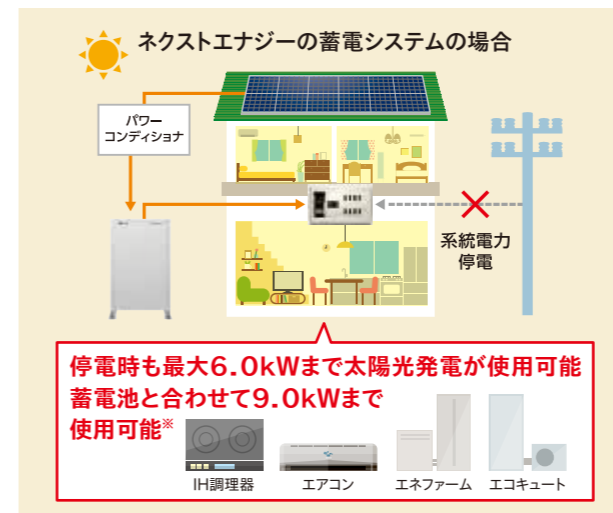 ネクストエナジーの蓄電システムの場合
パワー
コンディショナ
系統電力
停電
停電時も最大6.0kWまで太陽光発電が使用可能
蓄電池と合わせて9.0kWまで
使用可能※
IH調理器
エアコン
エネファーム
エコキュート